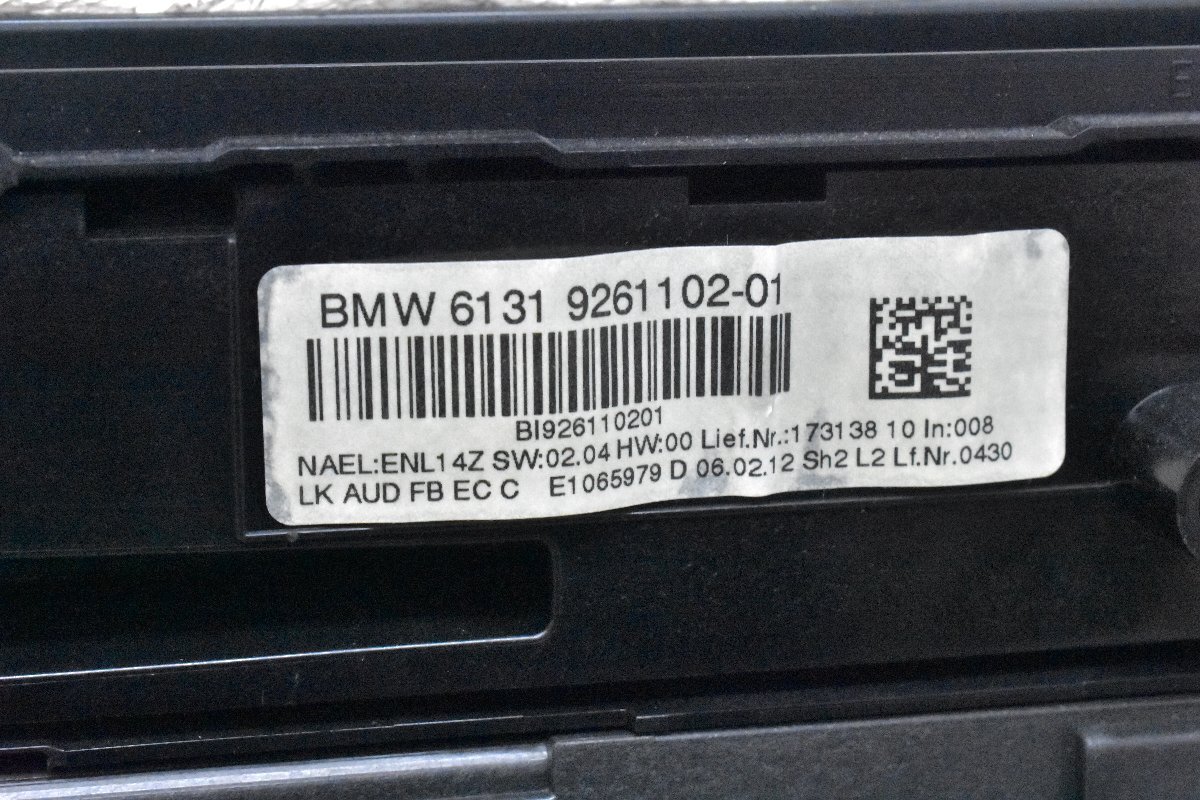 BMW 6131 9261102-01
BI926110201
NAEL:ENL14Z SW:02.04 HW:00 Lief.Nr.:173138 10 In:008
LK AUD FB EC C E1065979 D 06.02.12 Sh2 L2 Lf.Nr.0430